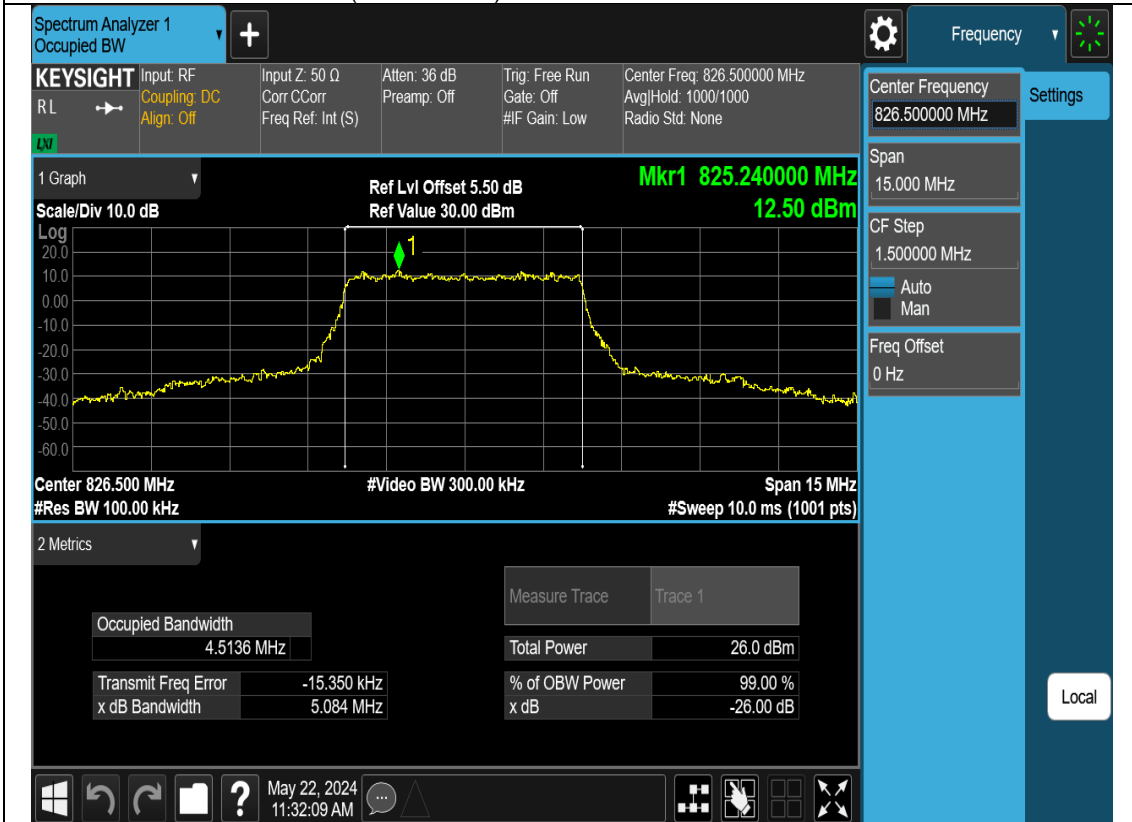 Spectrum Analyzer 1
Occupied BW
+
Frequency
KEYSIGHT
RL
LXI
Input: RF
Coupling: DC
Align: Off
Input Z: 50 Ω
Corr CCorr
Freq Ref: Int (S)
Atten: 36 dB
Preamp: Off
Trig: Free Run
Gate: Off
#IF Gain: Low
Center Freq: 826.500000 MHz
Avg|Hold: 1000/1000
Radio Std: None
Center Frequency
826.500000 MHz
Settings
Span
15.000 MHz
CF Step
1.500000 MHz
Auto
Man
Freq Offset
0 Hz
Local
1 Graph
Scale/Div 10.0 dB
Ref Lvl Offset 5.50 dB
Ref Value 30.00 dBm
Mkr1 825.240000 MHz
12.50 dBm
Log
20.0
10.0
0.00
-10.0
-20.0
-30.0
-40.0
-50.0
-60.0
1
Center 826.500 MHz
#Video BW 300.00 kHz
Span 15 MHz
#Res BW 100.00 kHz
#Sweep 10.0 ms (1001 pts)
2 Metrics
Measure Trace Trace 1
Occupied Bandwidth
4.5136 MHz
Total Power 26.0 dBm
Transmit Freq Error -15.350 kHz
% of OBW Power 99.00 %
x dB Bandwidth 5.084 MHz
x dB -26.00 dB
?
May 22, 2024
11:32:09 AM